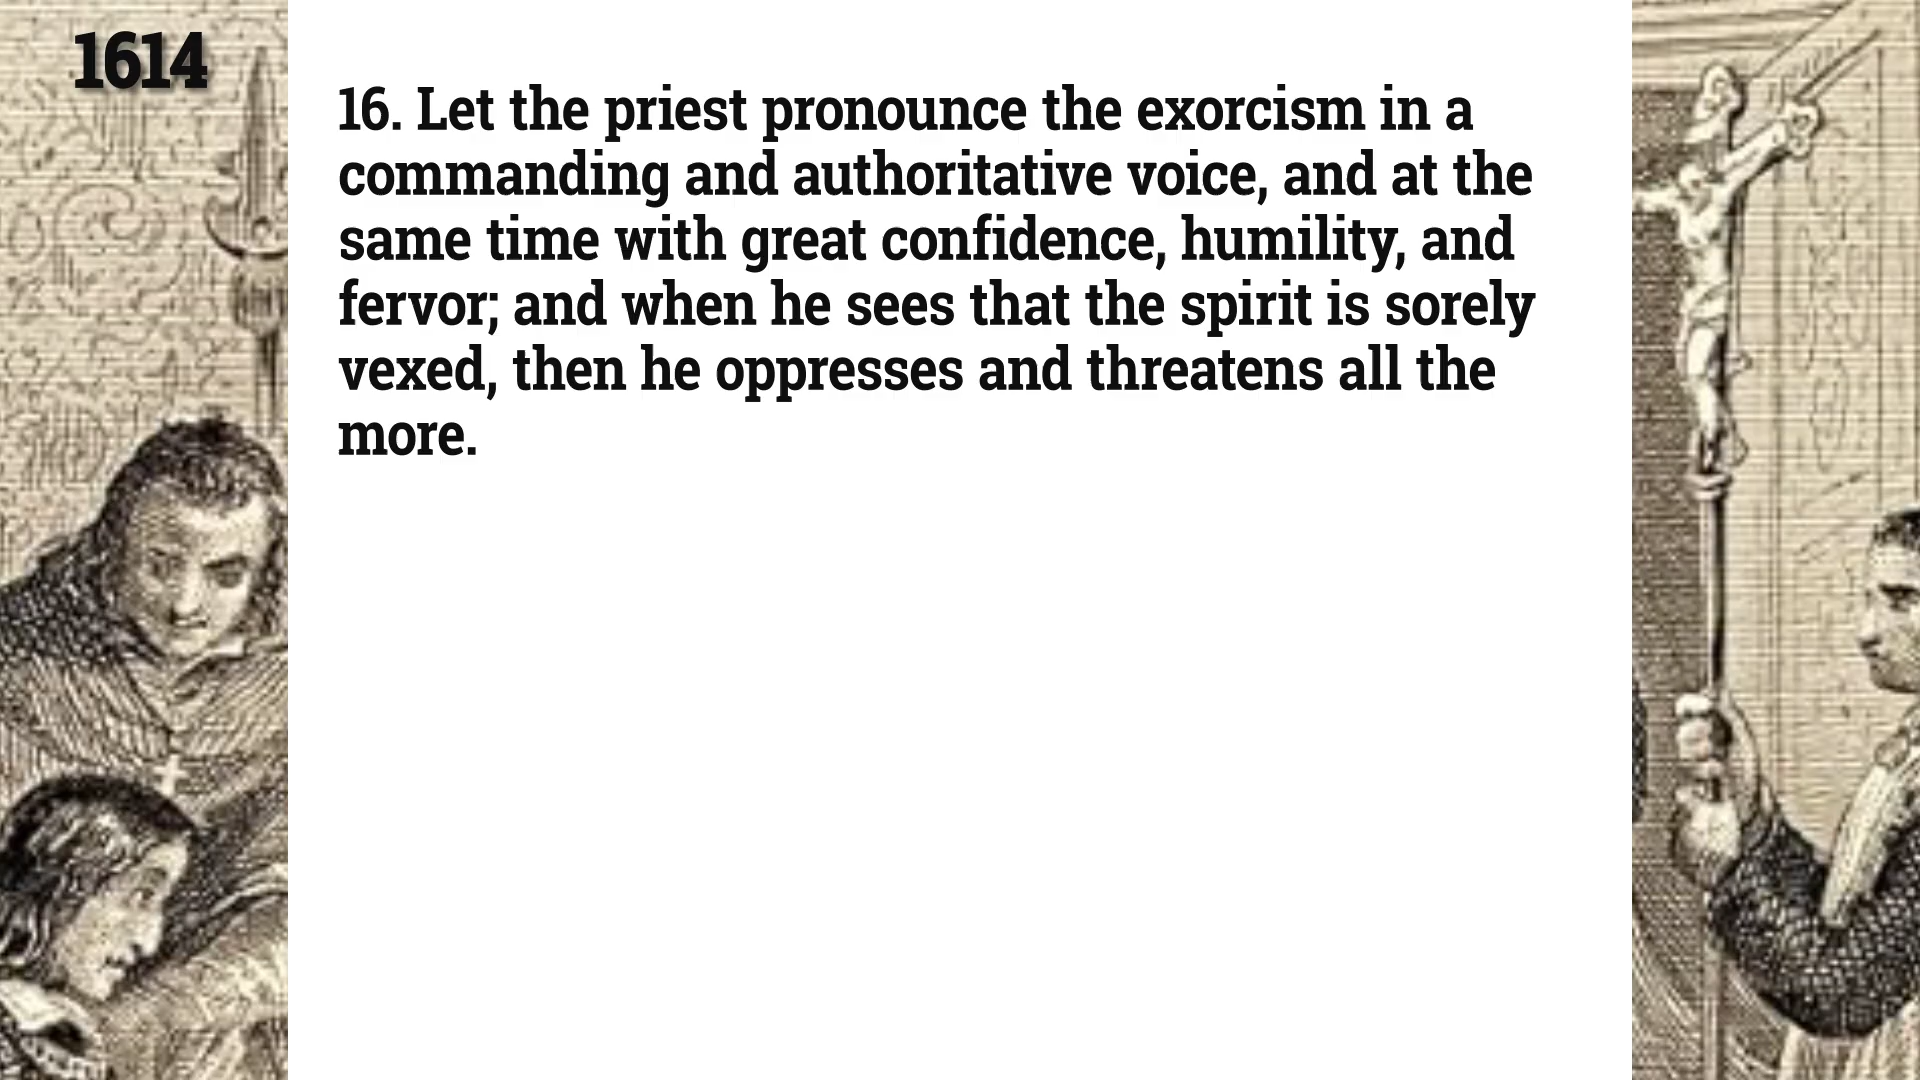 1614
16. Let the priest pronounce the exorcism in a
commanding and authoritative voice, and at the
same time with great confidence, humility, and
fervor; and when he sees that the spirit is sorely
vexed, then he oppresses and threatens all the
more.